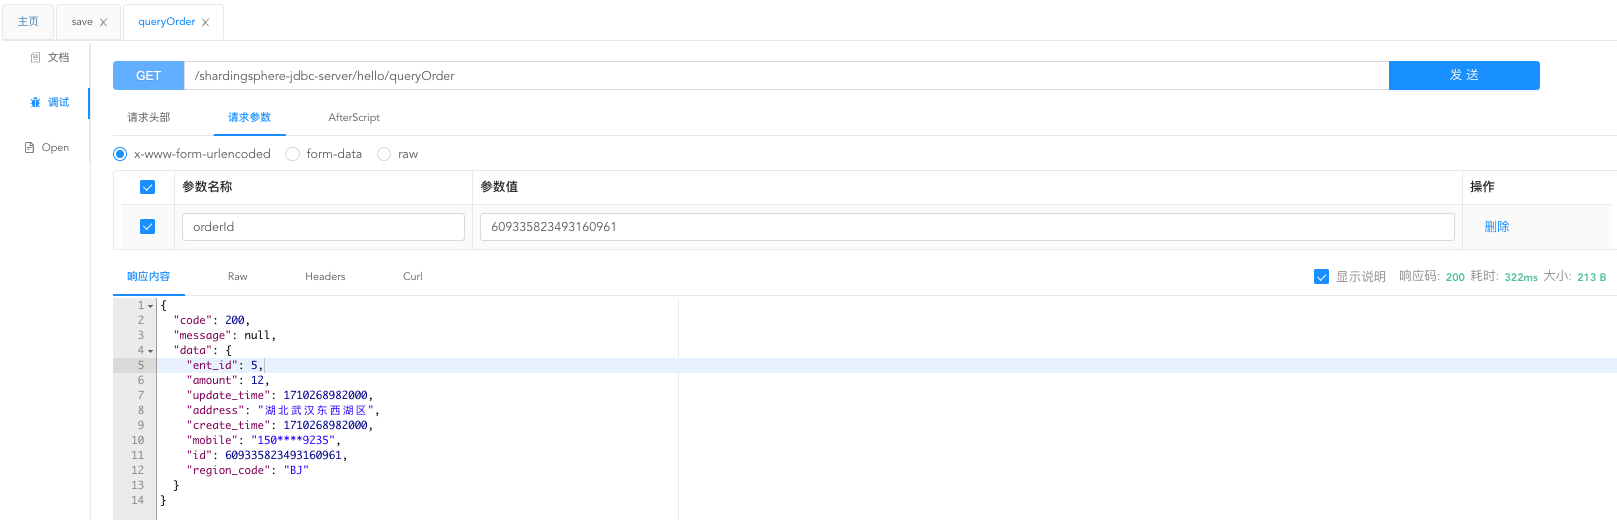 主页 save queryOrder
文档
GET /shardingsphere-jdbc-server/hello/queryOrder 发 送
调试
请求头部 请求参数 AfterScript
Open
x-www-form-urlencoded form-data raw
参数名称 参数值 操作
orderId 609335823493160961 删除
响应内容 Raw Headers Curl 显示说明 响应码: 200 耗时: 322ms 大小: 213 B
1 {
2 "code": 200,
3 "message": null,
4 "data": {
5 "ent_id": 5,
6 "amount": 12,
7 "update_time": 1710268982000,
8 "address": "湖北武汉东西湖区",
9 "create_time": 1710268982000,
10 "mobile": "150****9235",
11 "id": 609335823493160961,
12 "region_code": "BJ"
13 }
14 }